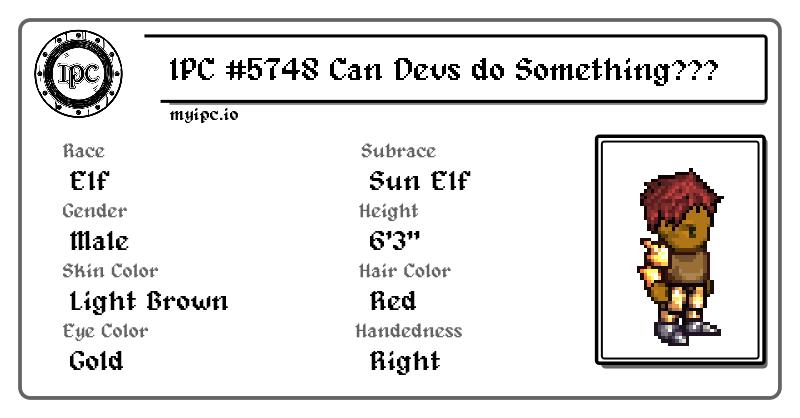 IPC
IPC #5748 Can Devs do Something???
myipc.io
Race
Elf
Subrace
Sun Elf
Gender
Male
Height
6'3"
Skin Color
Light Brown
Hair Color
Red
Eye Color
Gold
Handedness
Right